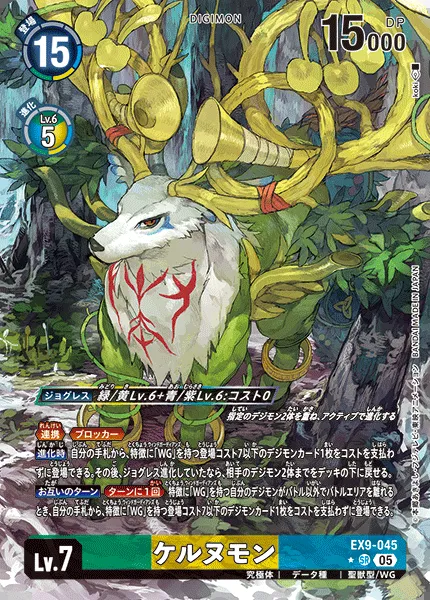 登場
15
DIGIMON
DP
15000
進化
Lv.6
5
koki
BANDAI MADE IN JAPAN
ジョグレス 緑/黄Lv.6+青/紫Lv.6:コスト0
指定のデジモン2体を重ね、アクティブで進化する
連携 ブロッカー
進化時 自分の手札から、特徴に「WG」を持つ登場コスト7以下のデジモンカード1枚をコストを支払わ
ずに登場できる。その後、ジョグレス進化していたなら、相手のデジモン2体までをデッキの下に戻せる。
お互いのターン ターンに1回 特徴に「WG」を持つ自分のデジモンがバトル以外でバトルエリアを離れる
とき、自分の手札から、特徴に「WG」を持つ登場コスト7以下のデジモンカード1枚をコストを支払わずに登場できる。
Lv.7
ケルヌモン
EX9-045
SR 05
究極体 | データ種 | 聖獣型/WG